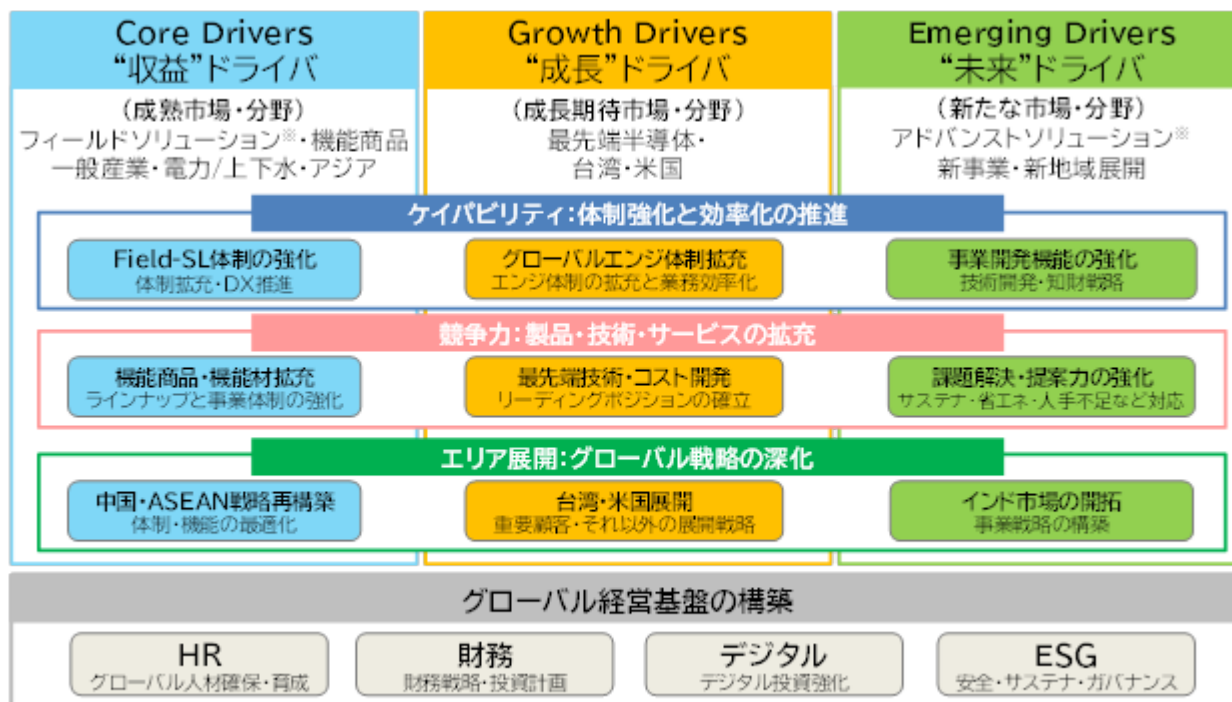 Core Drivers
“収益”ドライバ
(成熟市場・分野)
フィールドソリューション※・機能商品
一般産業・電力/上下水・アジア
Growth Drivers
“成長”ドライバ
(成長期待市場・分野)
最先端半導体・
台湾・米国
Emerging Drivers
“未来”ドライバ
(新たな市場・分野)
アドバンストソリューション※
新事業・新地域展開
ケイパビリティ：体制強化と効率化の推進
Field-SL体制の強化
体制拡充・DX推進
グローバルエンジ体制拡充
エンジ体制の拡充と業務効率化
事業開発機能の強化
技術開発・知財戦略
競争力：製品・技術・サービスの拡充
機能商品・機能材拡充
ラインナップと事業体制の強化
最先端技術・コスト開発
リーディングポジションの確立
課題解決・提案力の強化
サステナ・省エネ・人手不足など対応
エリア展開：グローバル戦略の深化
中国・ASEAN戦略再構築
体制・機能の最適化
台湾・米国展開
重要顧客・それ以外の展開戦略
インド市場の開拓
事業戦略の構築
グローバル経営基盤の構築
HR
グローバル人材確保・育成
財務
財務戦略・投資計画
デジタル
デジタル投資強化
ESG
安全・サステナ・ガバナンス